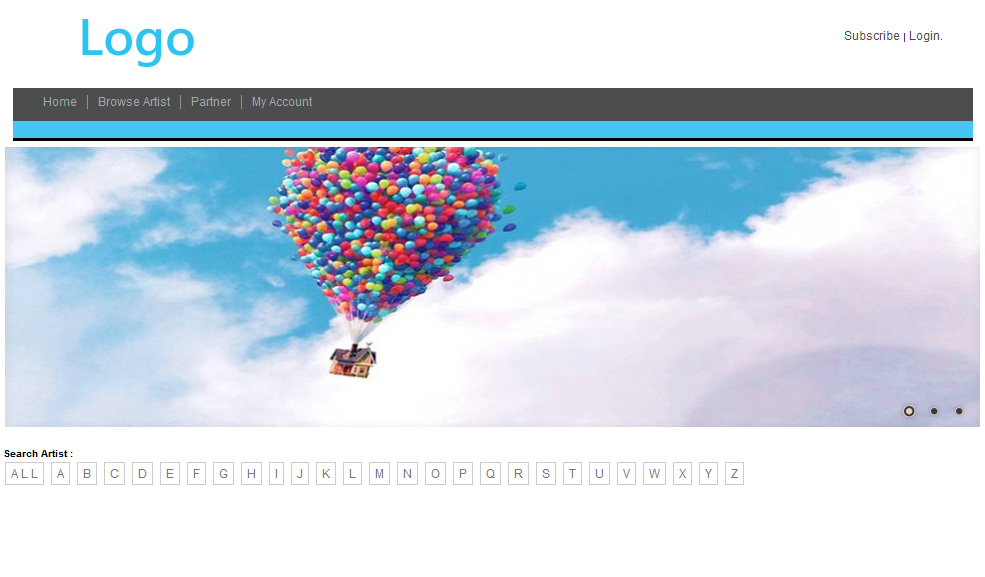 Logo
Subscribe | Login.
Home | Browse Artist | Partner | My Account
Search Artist :
ALL A B C D E F G H I J K L M N O P Q R S T U V W X Y Z